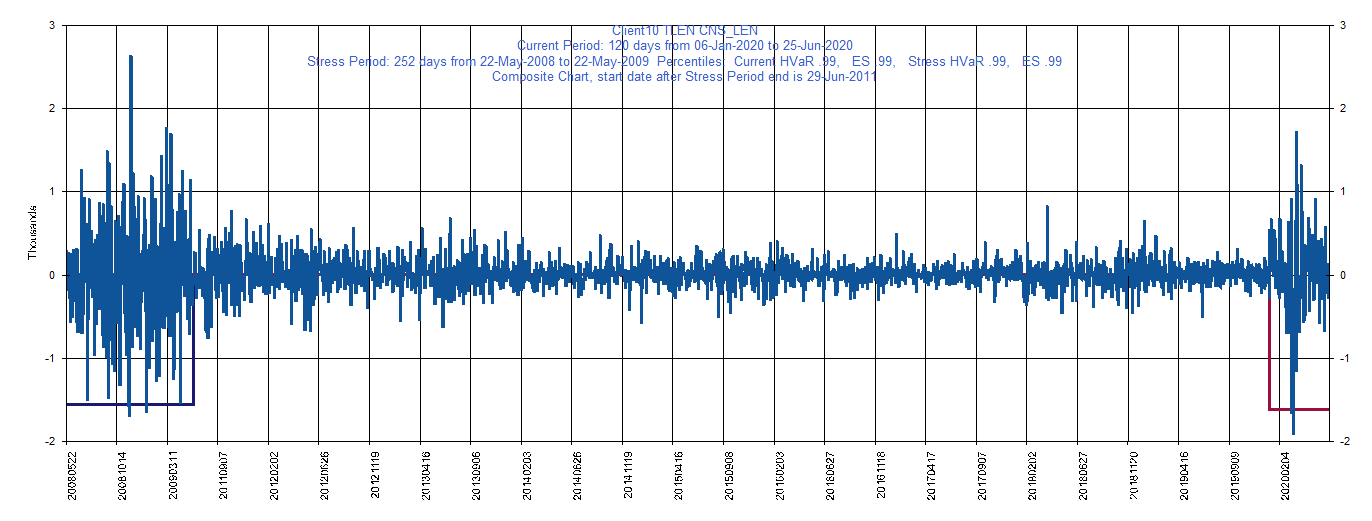 Client10 TLEN CNS_LEN
Current Period: 120 days from 06-Jan-2020 to 25-Jun-2020
Stress Period: 252 days from 22-May-2008 to 22-May-2009 Percentiles: Current HVaR .99, ES .99, Stress HVaR .99, ES .99
Composite Chart, start date after Stress Period end is 29-Jun-2011
3 3
2 2
1 1
0 0
-1 -1
-2 -2
Thousands
20080522 20081014 20090311 20110907 20120202 20120626 20121119 20130416 20130906 20140203 20140626 20141119 20150416 20150908 20160203 20160627 20161118 20170417 20170907 20180202 20180627 20181120 20190416 20190909 20200204